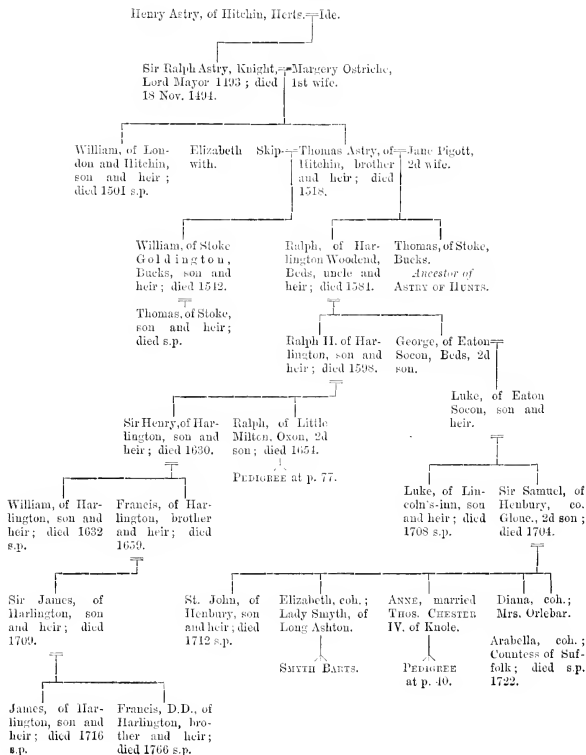 Henry Astry, of Hitchin, Herts.=Ide.
Sir Ralph Astry, Knight,=Margery Ostriche,
Lord Mayor 1493 ; died 1st wife.
18 Nov. 1494.
William, of Lon-
don and Hitchin,
son and heir ;
died 1501 s.p.
Elizabeth Skip-
with.
=Thomas Astry, of=
Hitchin, brother
and heir ; died
1518.
Jane Pigott,
2d wife.
William, of Stoke
Goldington,
Bucks, son and
heir ; died 1542.
Ralph, of Har-
lington Woodend,
Beds, uncle and
heir ; died 1581.
Thomas, of Stoke,
Bucks.
Ancestor of
ASTRY OF HUNTS.
Thomas, of Stoke,
son and heir ;
died s.p.
Ralph II. of Har-
lington, son and
heir ; died 1598.
George, of Eaton=
Socon, Beds, 2d
son.
Luke, of Eaton
Socon, son and
heir.
Sir Henry, of Har-
lington, son and
heir ; died 1630.
Ralph, of Little
Milton, Oxon, 2d
son ; died 1654.
PEDIGREE at p. 77.
William, of Har-
lington, son and
heir ; died 1632
s.p.
Francis, of Har-
lington, brother
and heir ; died
1659.
Luke, of Lin-
coln's-inn, son
and heir ; died
1708 s.p.
Sir Samuel, of
Henbury, co.
Glouc., 2d son ;
died 1704.
Sir James, of
Harlington, son
and heir ; died
1709.
St. John, of
Henbury, son
and heir ; died
1712 s.p.
Elizabeth, coh. ;
Lady Smyth, of
Long Ashton.
SMYTH BARTS.
ANNE, married
THOS. CHESTER
IV. of Knole.
PEDIGREE
at p. 40.
Diana, coh. ;
Mrs. Orlebar.
Arabella, coh. ;
Countess of Suf-
folk ; died s.p.
1722.
James, of Har-
lington, son and
heir ; died 1716
s.p.
Francis, D.D., of
Harlington, bro-
ther and heir ;
died 1766 s.p.